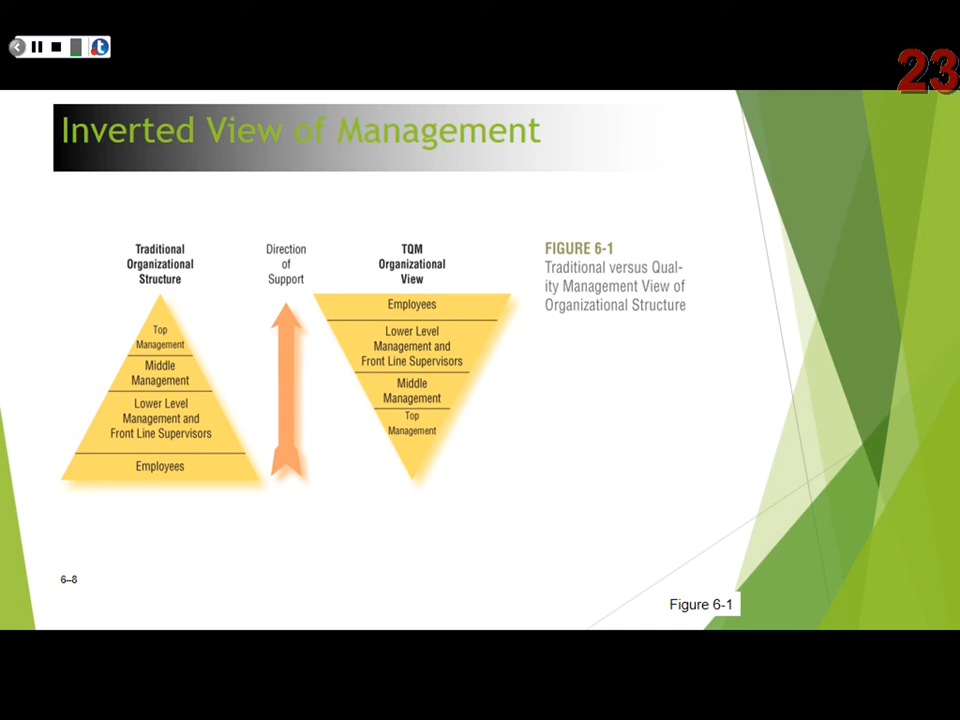 23
Inverted View of Management
Traditional
Organizational
Structure
Top
Management
Middle
Management
Lower Level
Management and
Front Line Supervisors
Employees
Direction
of
Support
TQM
Organizational
View
Employees
Lower Level
Management and
Front Line Supervisors
Middle
Management
Top
Management
FIGURE 6-1
Traditional versus Qual-
ity Management View of
Organizational Structure
6–8
Figure 6-1